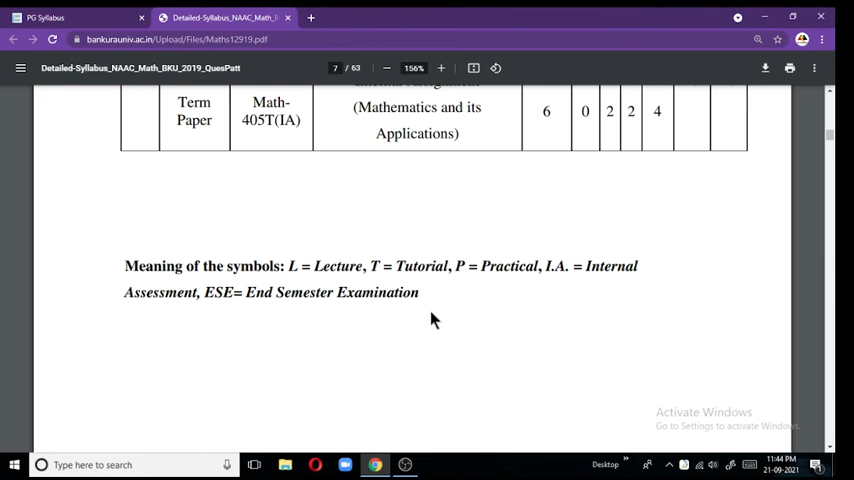 PG Syllabus
Detailed-Syllabus_NAAC_Math_B
bankurauniv.ac.in/Upload/Files/Maths12919.pdf
Detailed-Syllabus_NAAC_Math_BKU_2019_QuesPatt
7 / 63
156%
Term Paper
Math-405T(IA)
(Mathematics and its
Applications)
6 0 2 2 4
Meaning of the symbols: L = Lecture, T = Tutorial, P = Practical, I.A. = Internal
Assessment, ESE= End Semester Examination
Activate Windows
Go to Settings to activate Windows.
Type here to search
Desktop
11:44 PM
21-09-2021